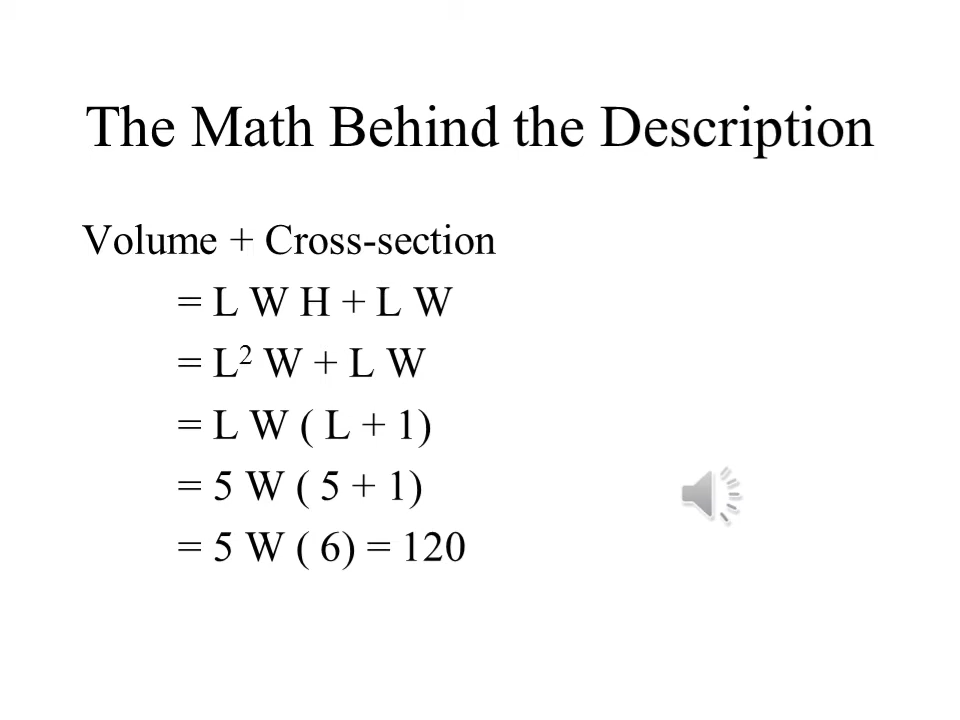 The Math Behind the Description
Volume + Cross-section
= L W H + L W
= L² W + L W
= L W ( L + 1)
= 5 W ( 5 + 1)
= 5 W ( 6) = 120